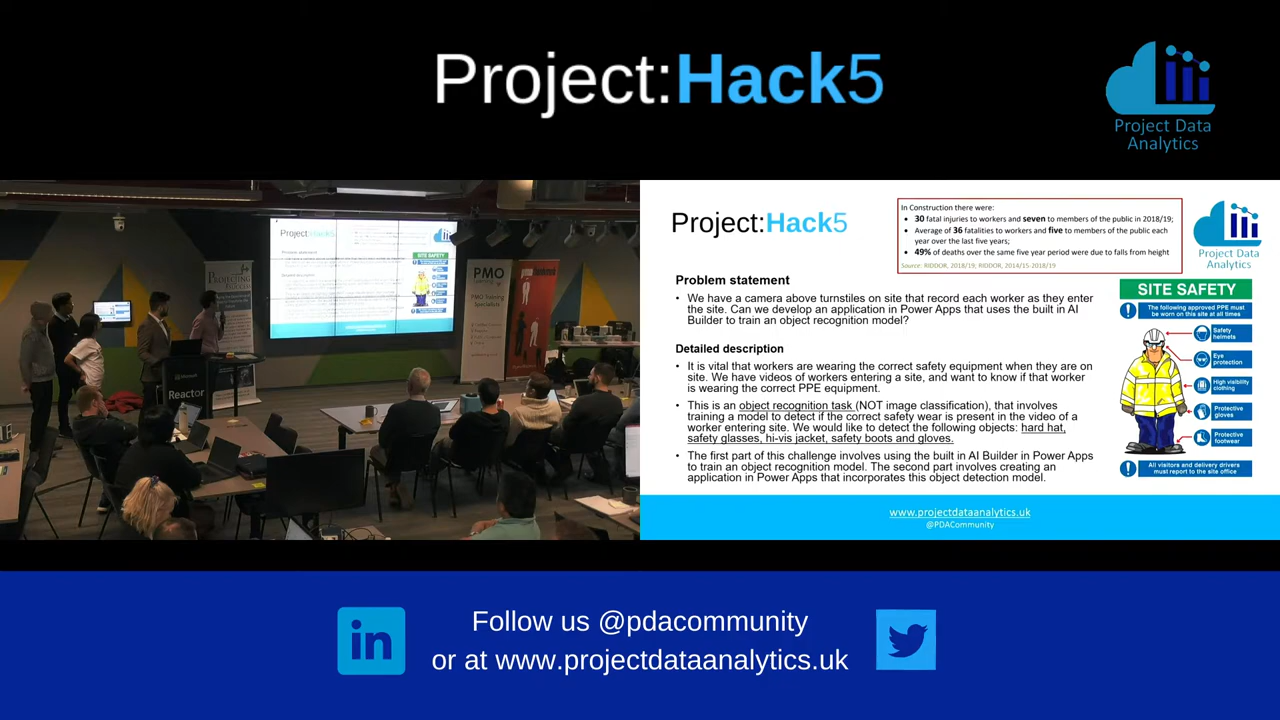 Project:Hack5
Project Data
Analytics
Project:Hack5
SITE SAFETY
PMO
PMO Training
Specialists
Reactor
Project:Hack5
In Construction there were:
• 30 fatal injuries to workers and seven to members of the public in 2018/19;
• Average of 36 fatalities to workers and five to members of the public each
year over the last five years;
• 49% of deaths over the same five year period were due to falls from height
Source: RIDDOR, 2018/19; RIDDOR, 2014/15-2018/19
Project Data
Analytics
Problem statement
• We have a camera above turnstiles on site that record each worker as they enter
the site. Can we develop an application in Power Apps that uses the built in AI
Builder to train an object recognition model?
Detailed description
• It is vital that workers are wearing the correct safety equipment when they are on
site. We have videos of workers entering a site, and want to know if that worker
is wearing the correct PPE equipment.
• This is an object recognition task (NOT image classification), that involves
training a model to detect if the correct safety wear is present in the video of a
worker entering site. We would like to detect the following objects: hard hat,
safety glasses, hi-vis jacket, safety boots and gloves.
• The first part of this challenge involves using the built in AI Builder in Power Apps
to train an object recognition model. The second part involves creating an
application in Power Apps that incorporates this object detection model.
SITE SAFETY
The following approved PPE must
be worn on this site at all times
Safety
helmets
Eye
protection
High visibility
clothing
Protective
gloves
Protective
footwear
All visitors and delivery drivers
must report to the site office
www.projectdataanalytics.uk
@PDACommunity
Follow us @pdacommunity
or at www.projectdataanalytics.uk
in